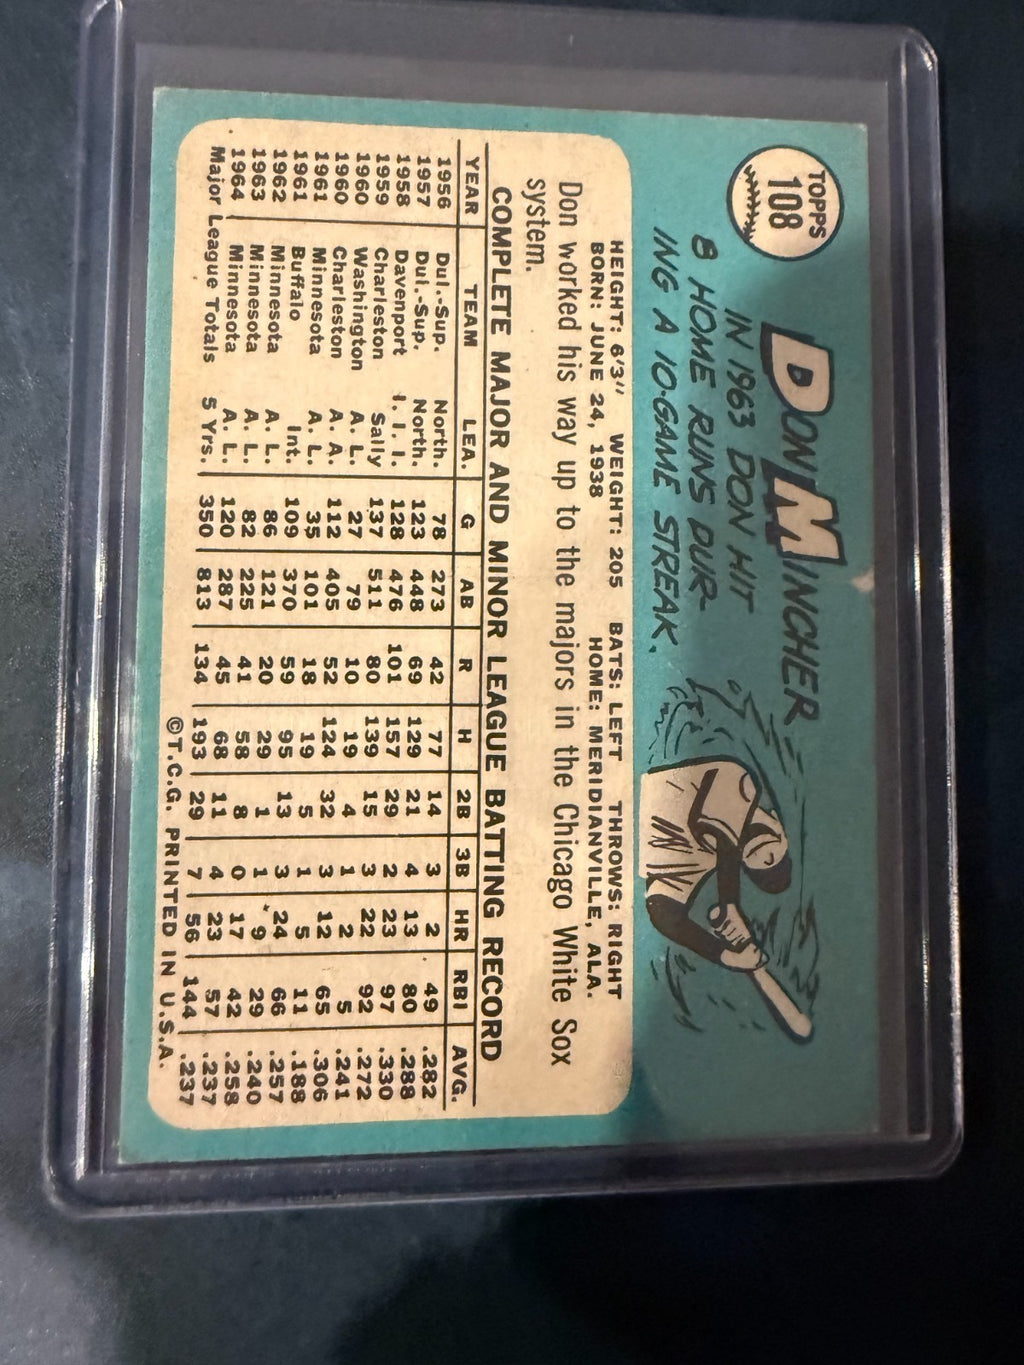 TOPPS
108
DON MINCHER
IN 1963 DON HIT
8 HOME RUNS DUR-
ING A 10-GAME STREAK.
HEIGHT: 6'3" WEIGHT: 205 BATS: LEFT THROWS: RIGHT
BORN: JUNE 24, 1938 HOME: MERIDIANVILLE, ALA.
Don worked his way up to the majors in the Chicago White Sox
system.
COMPLETE MAJOR AND MINOR LEAGUE BATTING RECORD
YEAR TEAM LEA. G AB R H 2B 3B HR RBI AVG.
1956 Dul.-Sup. North. 78 273 42 77 14 3 2 49 .282
1957 Dul.-Sup. North. 123 448 69 129 21 4 13 80 .288
1958 Davenport I. I. I. 128 476 101 157 29 2 23 97 .330
1959 Charleston Sally 137 511 80 139 15 3 22 92 .272
1960 Washington A. L. 27 79 10 19 4 1 2 5 .241
1960 Charleston A. A. 112 405 52 124 32 3 12 65 .306
1961 Minnesota A. L. 35 101 18 19 5 1 5 11 .188
1961 Buffalo Int. 109 370 59 95 13 3 24 66 .257
1962 Minnesota A. L. 86 121 20 29 1 1 9 29 .240
1963 Minnesota A. L. 82 225 41 58 8 0 17 42 .258
1964 Minnesota A. L. 120 287 45 68 11 4 23 57 .237
Major League Totals 5 Yrs. 350 813 134 193 29 7 56 144 .237
©T.C.G. PRINTED IN U.S.A.